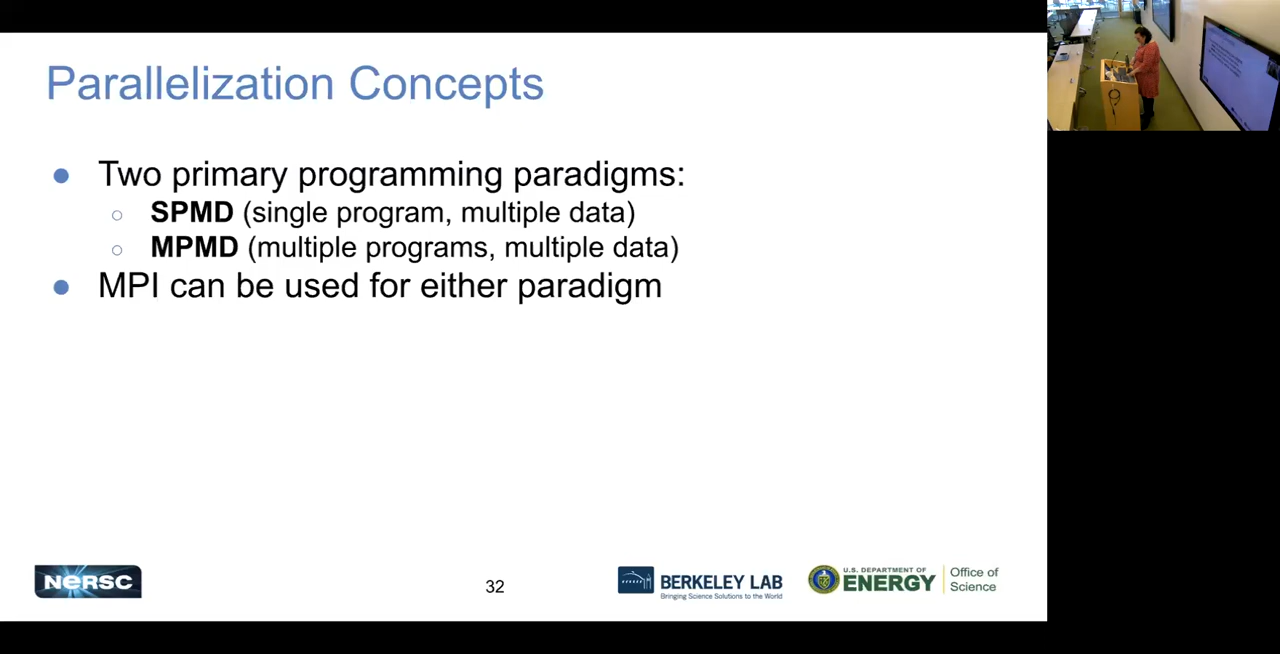 Parallelization Concepts
● Two primary programming paradigms:
○ SPMD (single program, multiple data)
○ MPMD (multiple programs, multiple data)
● MPI can be used for either paradigm
NERSC
32
BERKELEY LAB
Bringing Science Solutions to the World
U.S. DEPARTMENT OF
ENERGY
Office of
Science